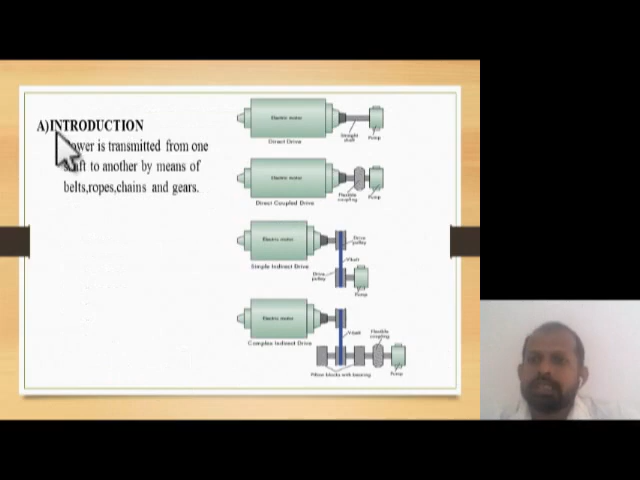 A)INTRODUCTION
Power is transmitted from one
shaft to another by means of
belts,ropes,chains and gears.
Electric motor
Straight
shaft
Pump
Direct Drive
Electric motor
Flexible
coupling
Pump
Direct Coupled Drive
Electric motor
Drive
pulley
V-belt
Drive
pulley
Pump
Simple Indirect Drive
Electric motor
V-belt
Flexible
coupling
Complex Indirect Drive
Pillow blocks with bearing
Pump